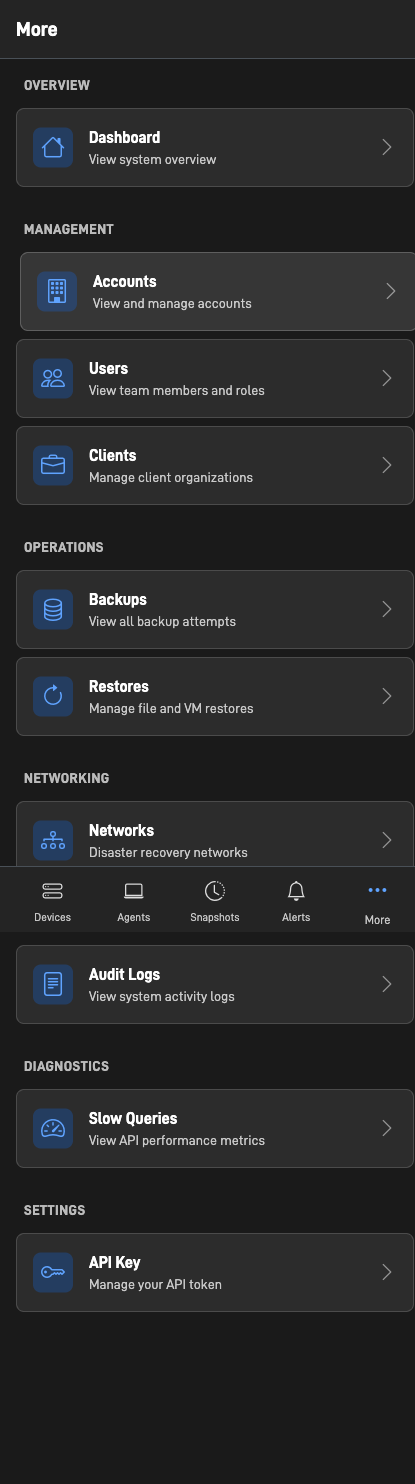 More
OVERVIEW
Dashboard
View system overview
MANAGEMENT
Accounts
View and manage accounts
Users
View team members and roles
Clients
Manage client organizations
OPERATIONS
Backups
View all backup attempts
Restores
Manage file and VM restores
NETWORKING
Networks
Disaster recovery networks
Devices
Agents
Snapshots
Alerts
More
Audit Logs
View system activity logs
DIAGNOSTICS
Slow Queries
View API performance metrics
SETTINGS
API Key
Manage your API token